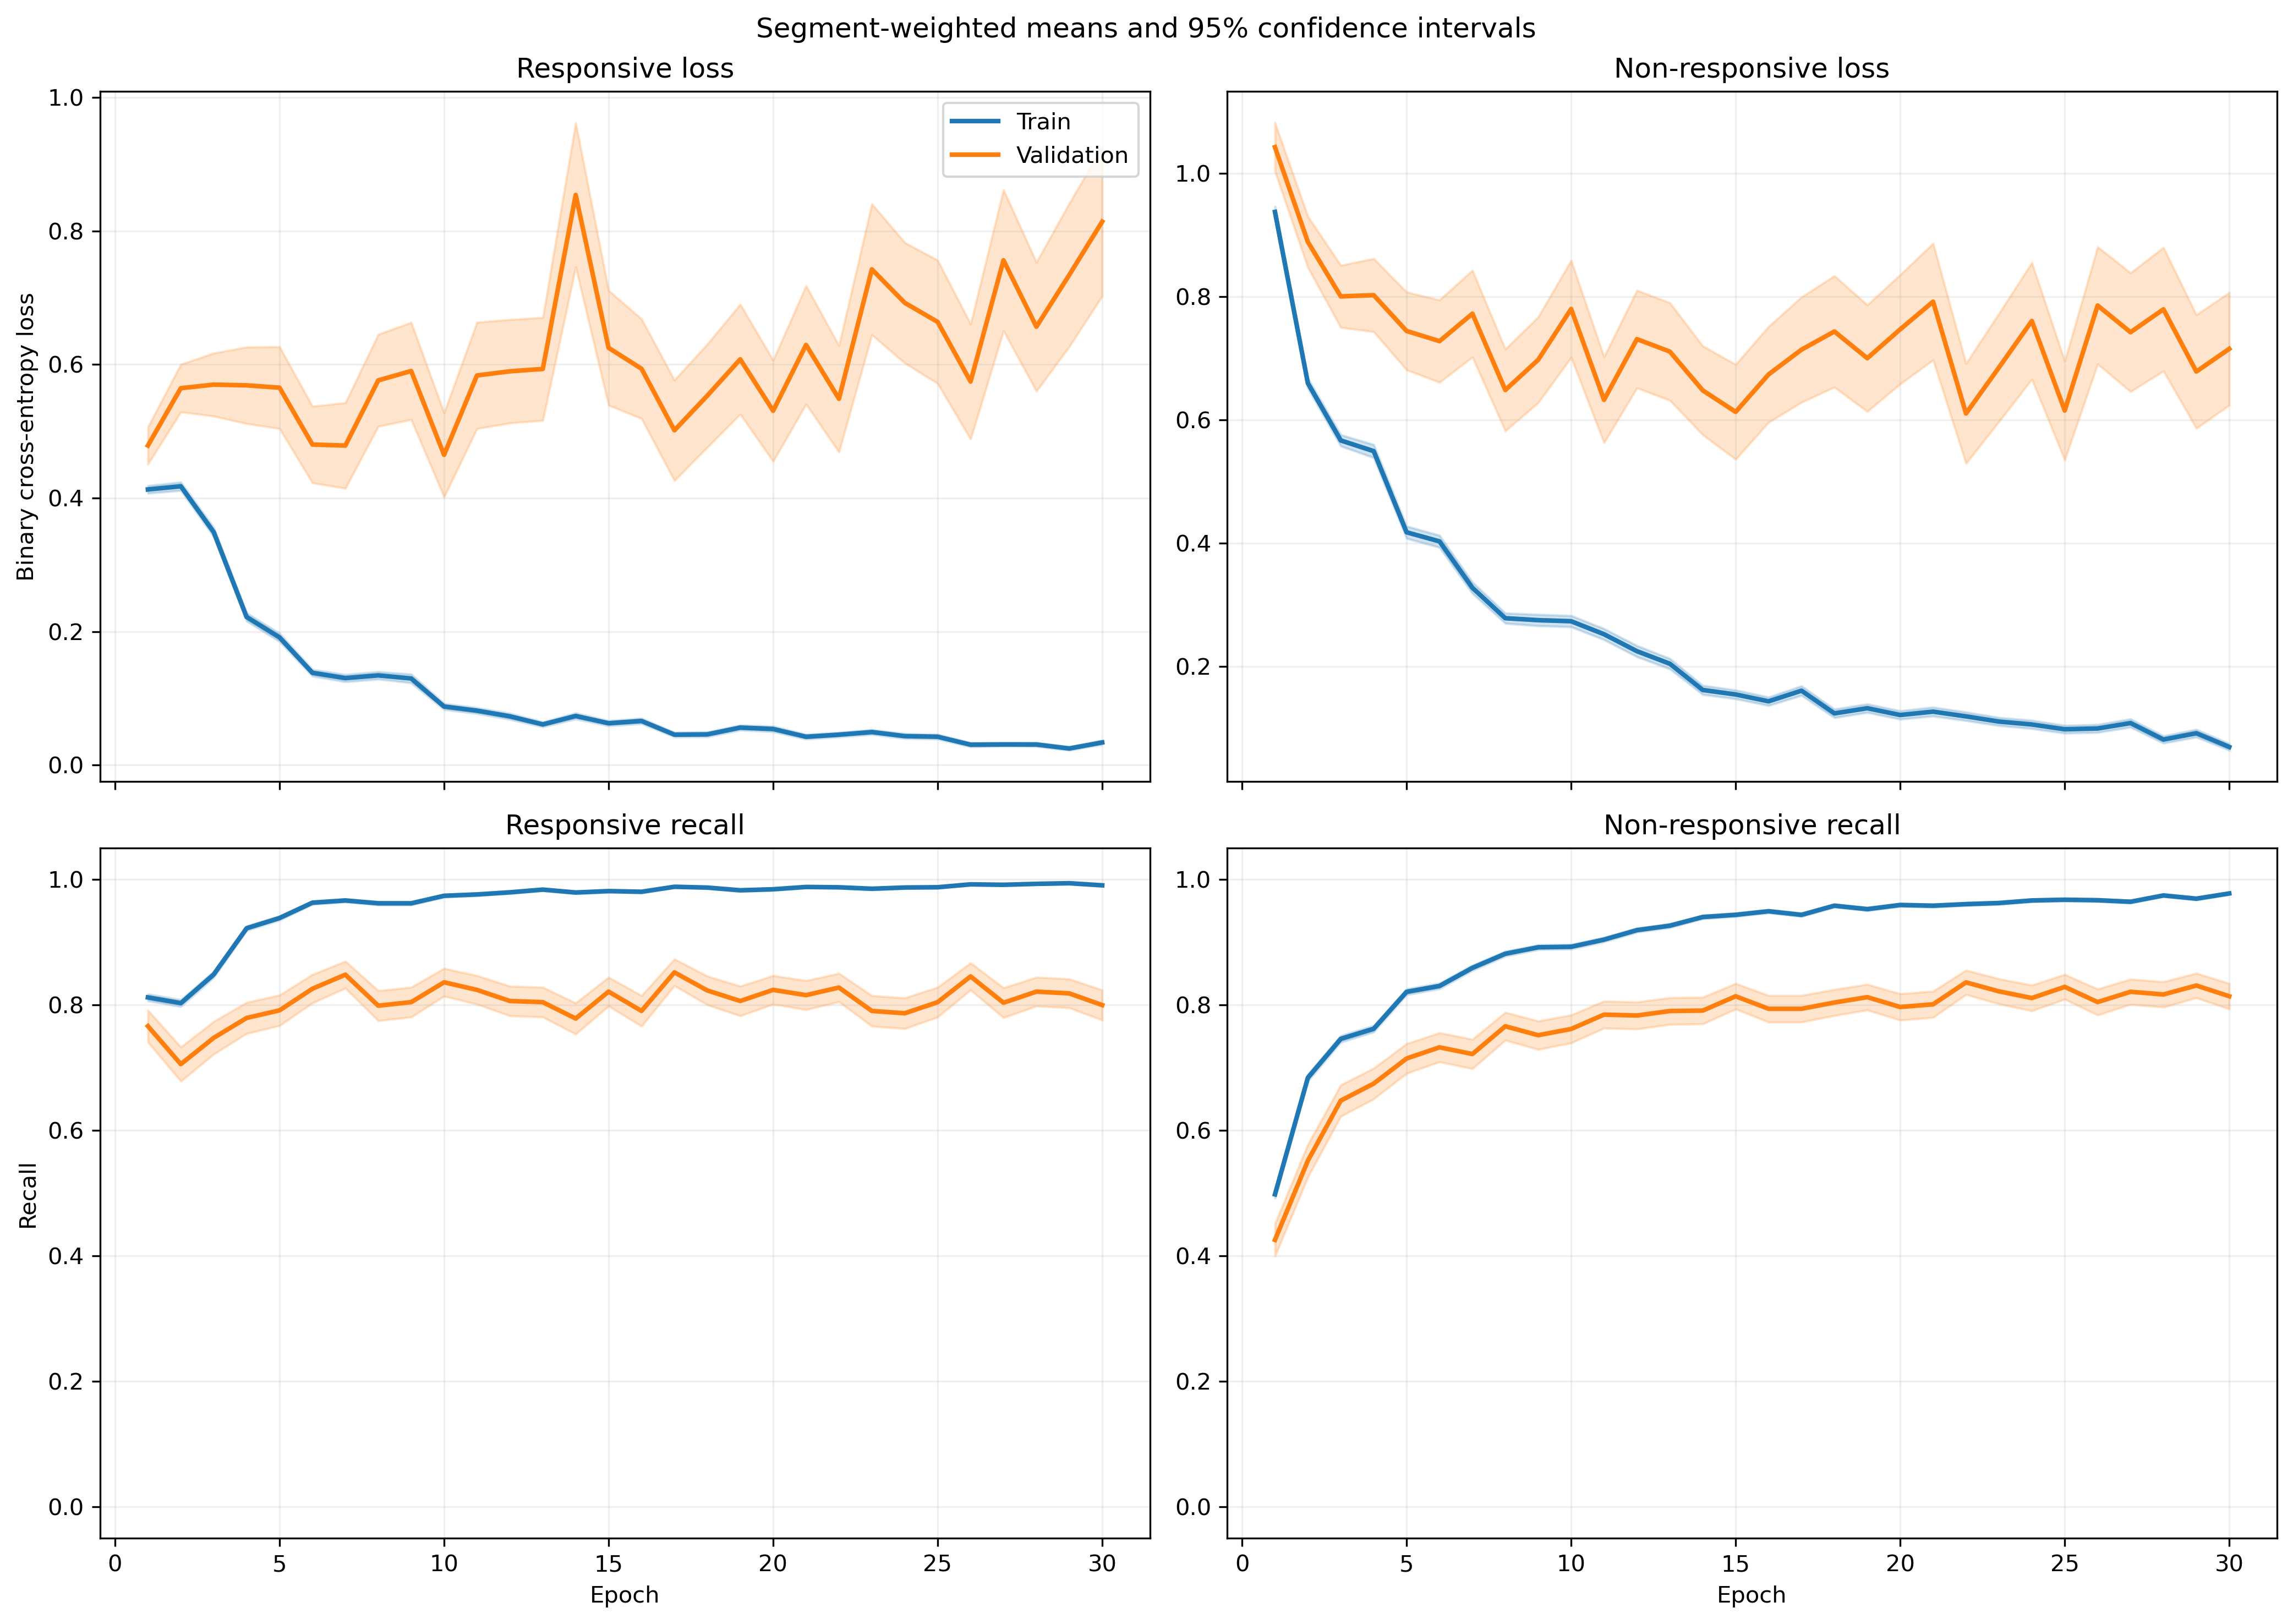 Segment-weighted means and 95% confidence intervals
Responsive loss
Non-responsive loss
Binary cross-entropy loss
1.0
0.8
0.6
0.4
0.2
0.0
Train
Validation
1.0
0.8
0.6
0.4
0.2
Responsive recall
Non-responsive recall
Recall
1.0
0.8
0.6
0.4
0.2
0.0
0 5 10 15 20 25 30
Epoch
1.0
0.8
0.6
0.4
0.2
0.0
0 5 10 15 20 25 30
Epoch